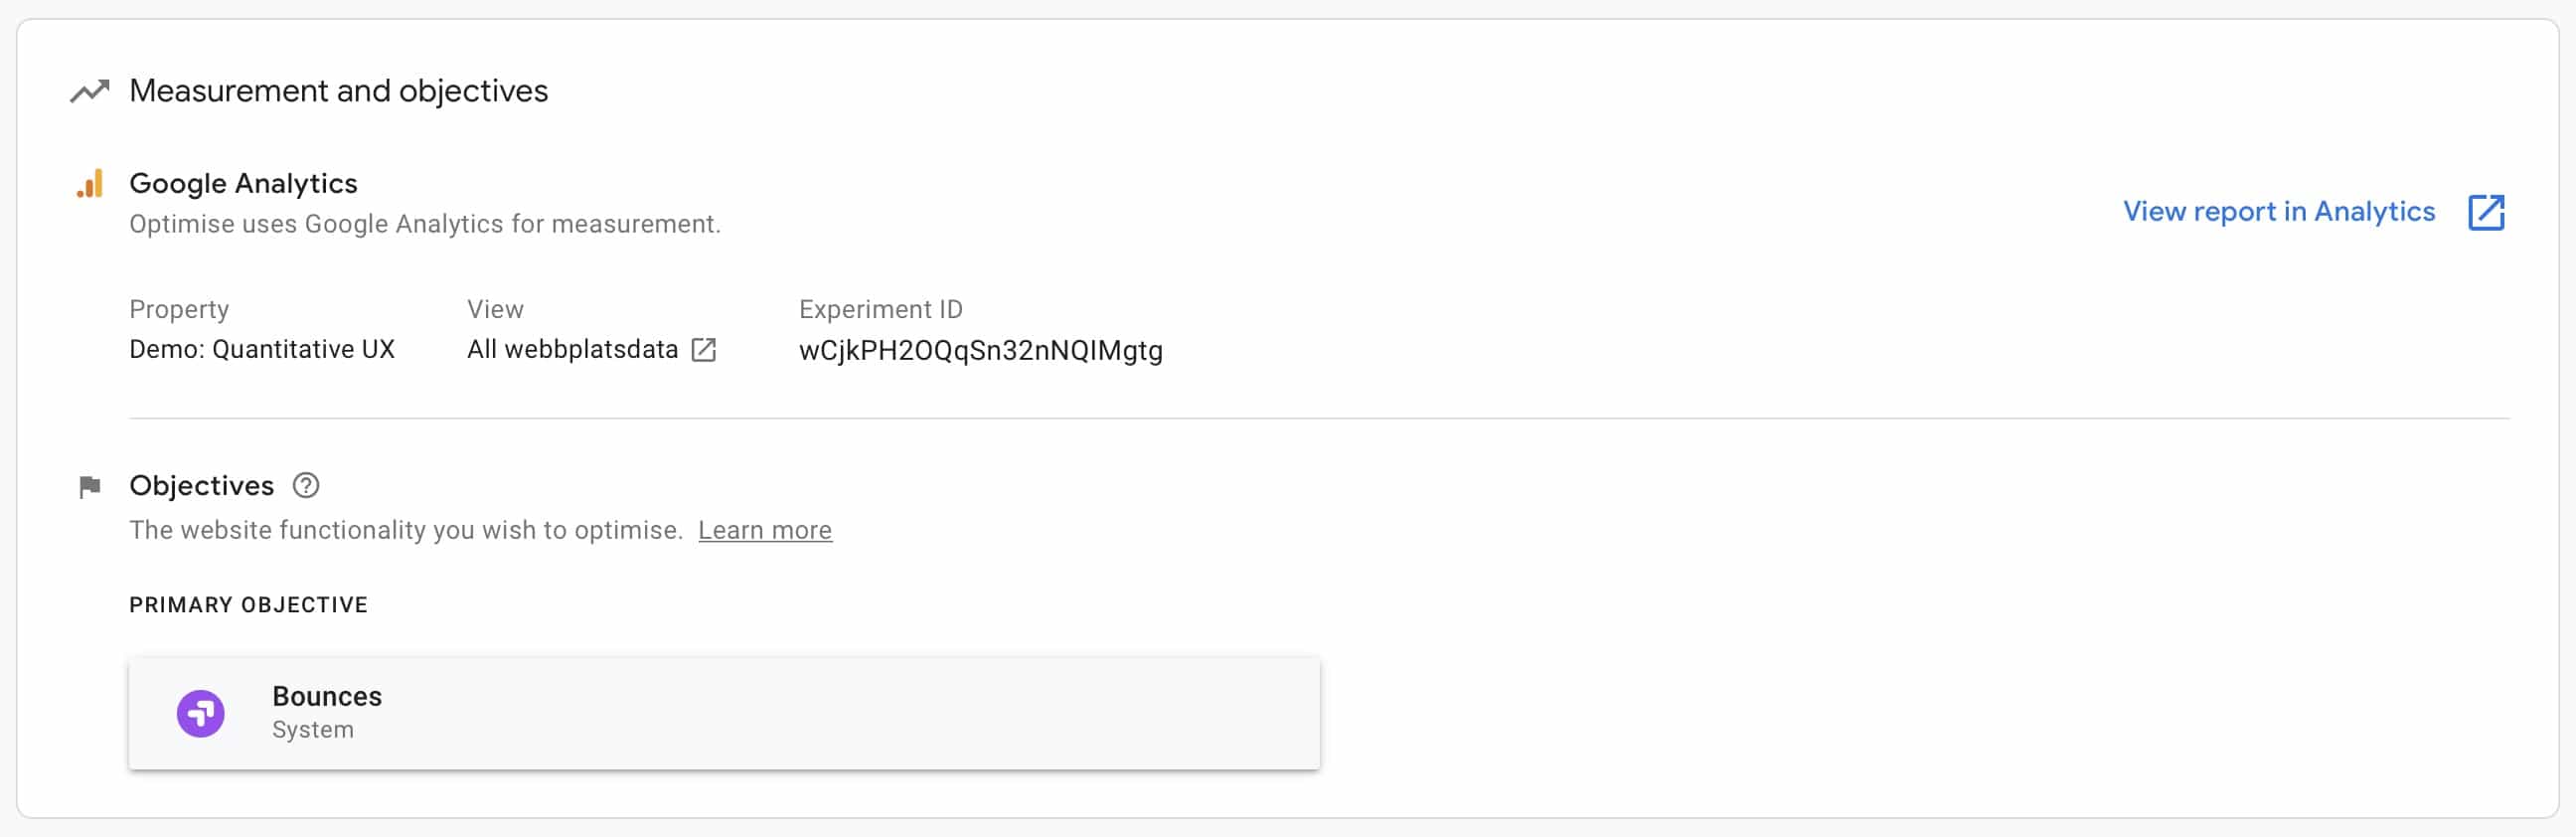 Measurement and objectives
Google Analytics
Optimise uses Google Analytics for measurement.
View report in Analytics
Property
Demo: Quantitative UX
View
All webbplatsdata
Experiment ID
wCjkPH2OQqSn32nNQIMgtg
Objectives
The website functionality you wish to optimise. Learn more
PRIMARY OBJECTIVE
Bounces
System